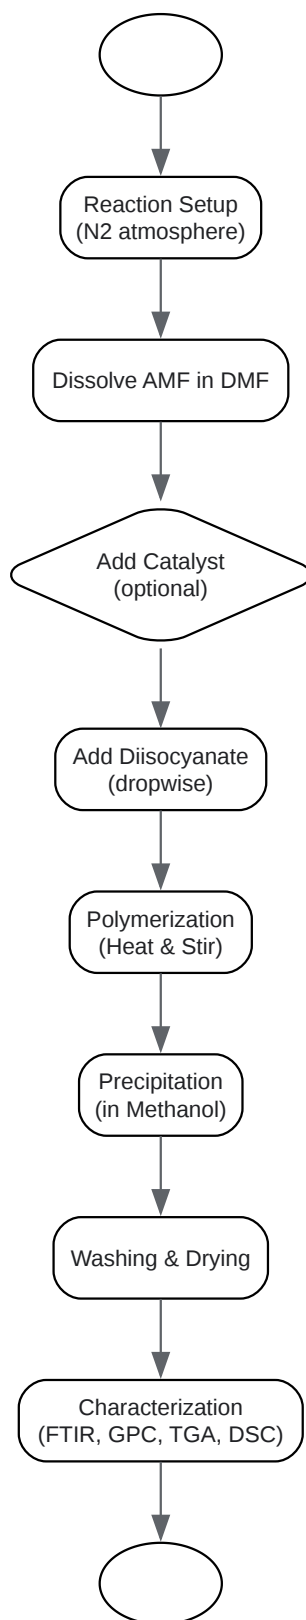 Reaction Setup
(N2 atmosphere)
Dissolve AMF in DMF
Add Catalyst
(optional)
Add Diisocyanate
(dropwise)
Polymerization
(Heat & Stir)
Precipitation
(in Methanol)
Washing & Drying
Characterization
(FTIR, GPC, TGA, DSC)